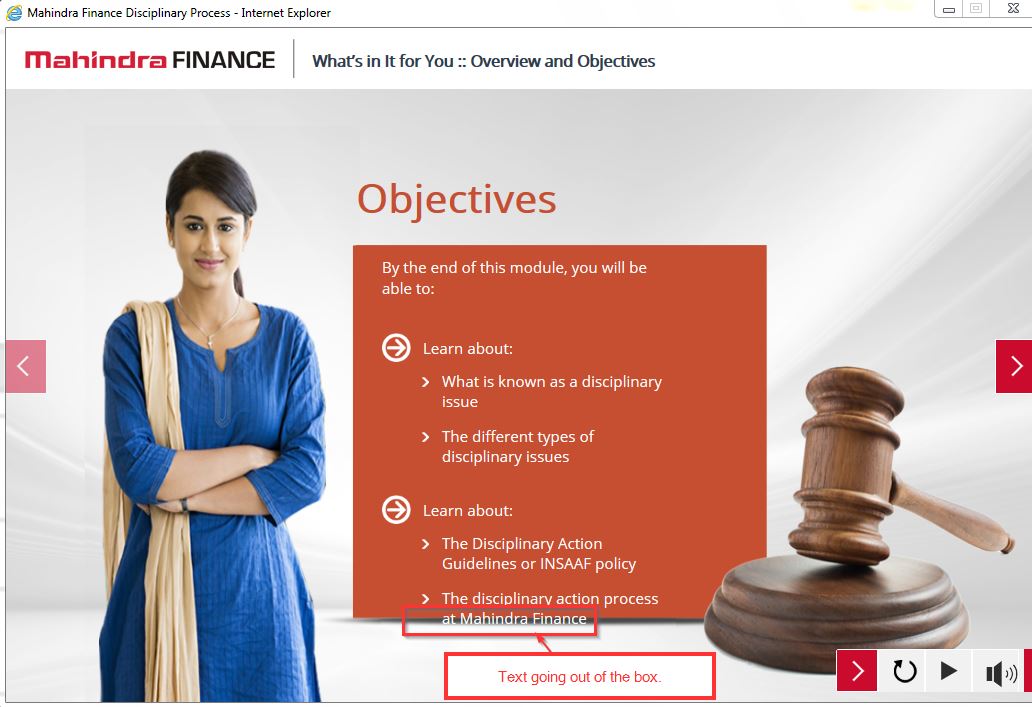 Mahindra Finance Disciplinary Process - Internet Explorer
Mahindra FINANCE
What's in It for You :: Overview and Objectives
Objectives
By the end of this module, you will be
able to:
Learn about:
What is known as a disciplinary
issue
The different types of
disciplinary issues
Learn about:
The Disciplinary Action
Guidelines or INSAAF policy
The disciplinary action process
at Mahindra Finance
Text going out of the box.